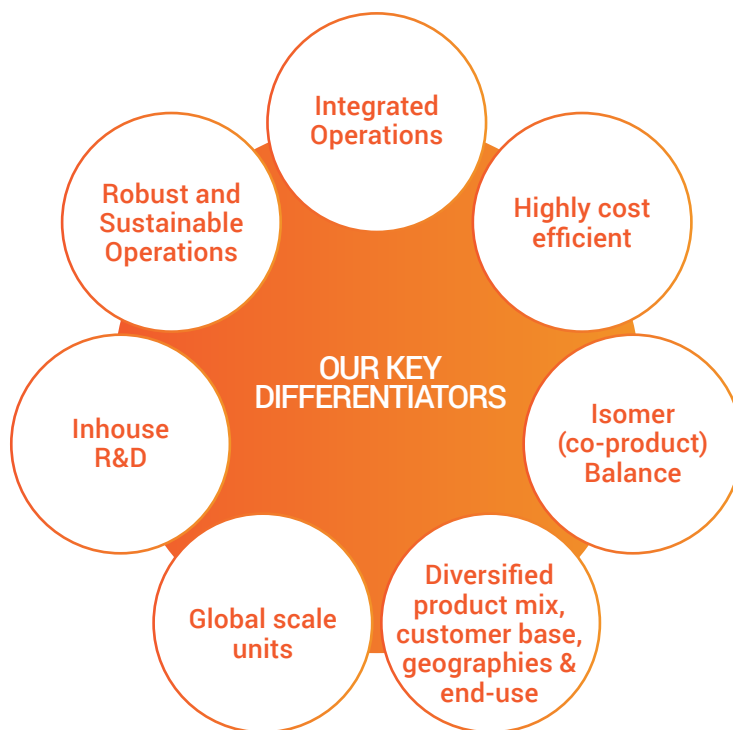 Integrated
Operations
Highly cost
efficient
Isomer
(co-product)
Balance
Diversified
product mix,
customer base,
geographies &
end-use
Global scale
units
Inhouse
R&D
Robust and
Sustainable
Operations
OUR KEY
DIFFERENTIATORS